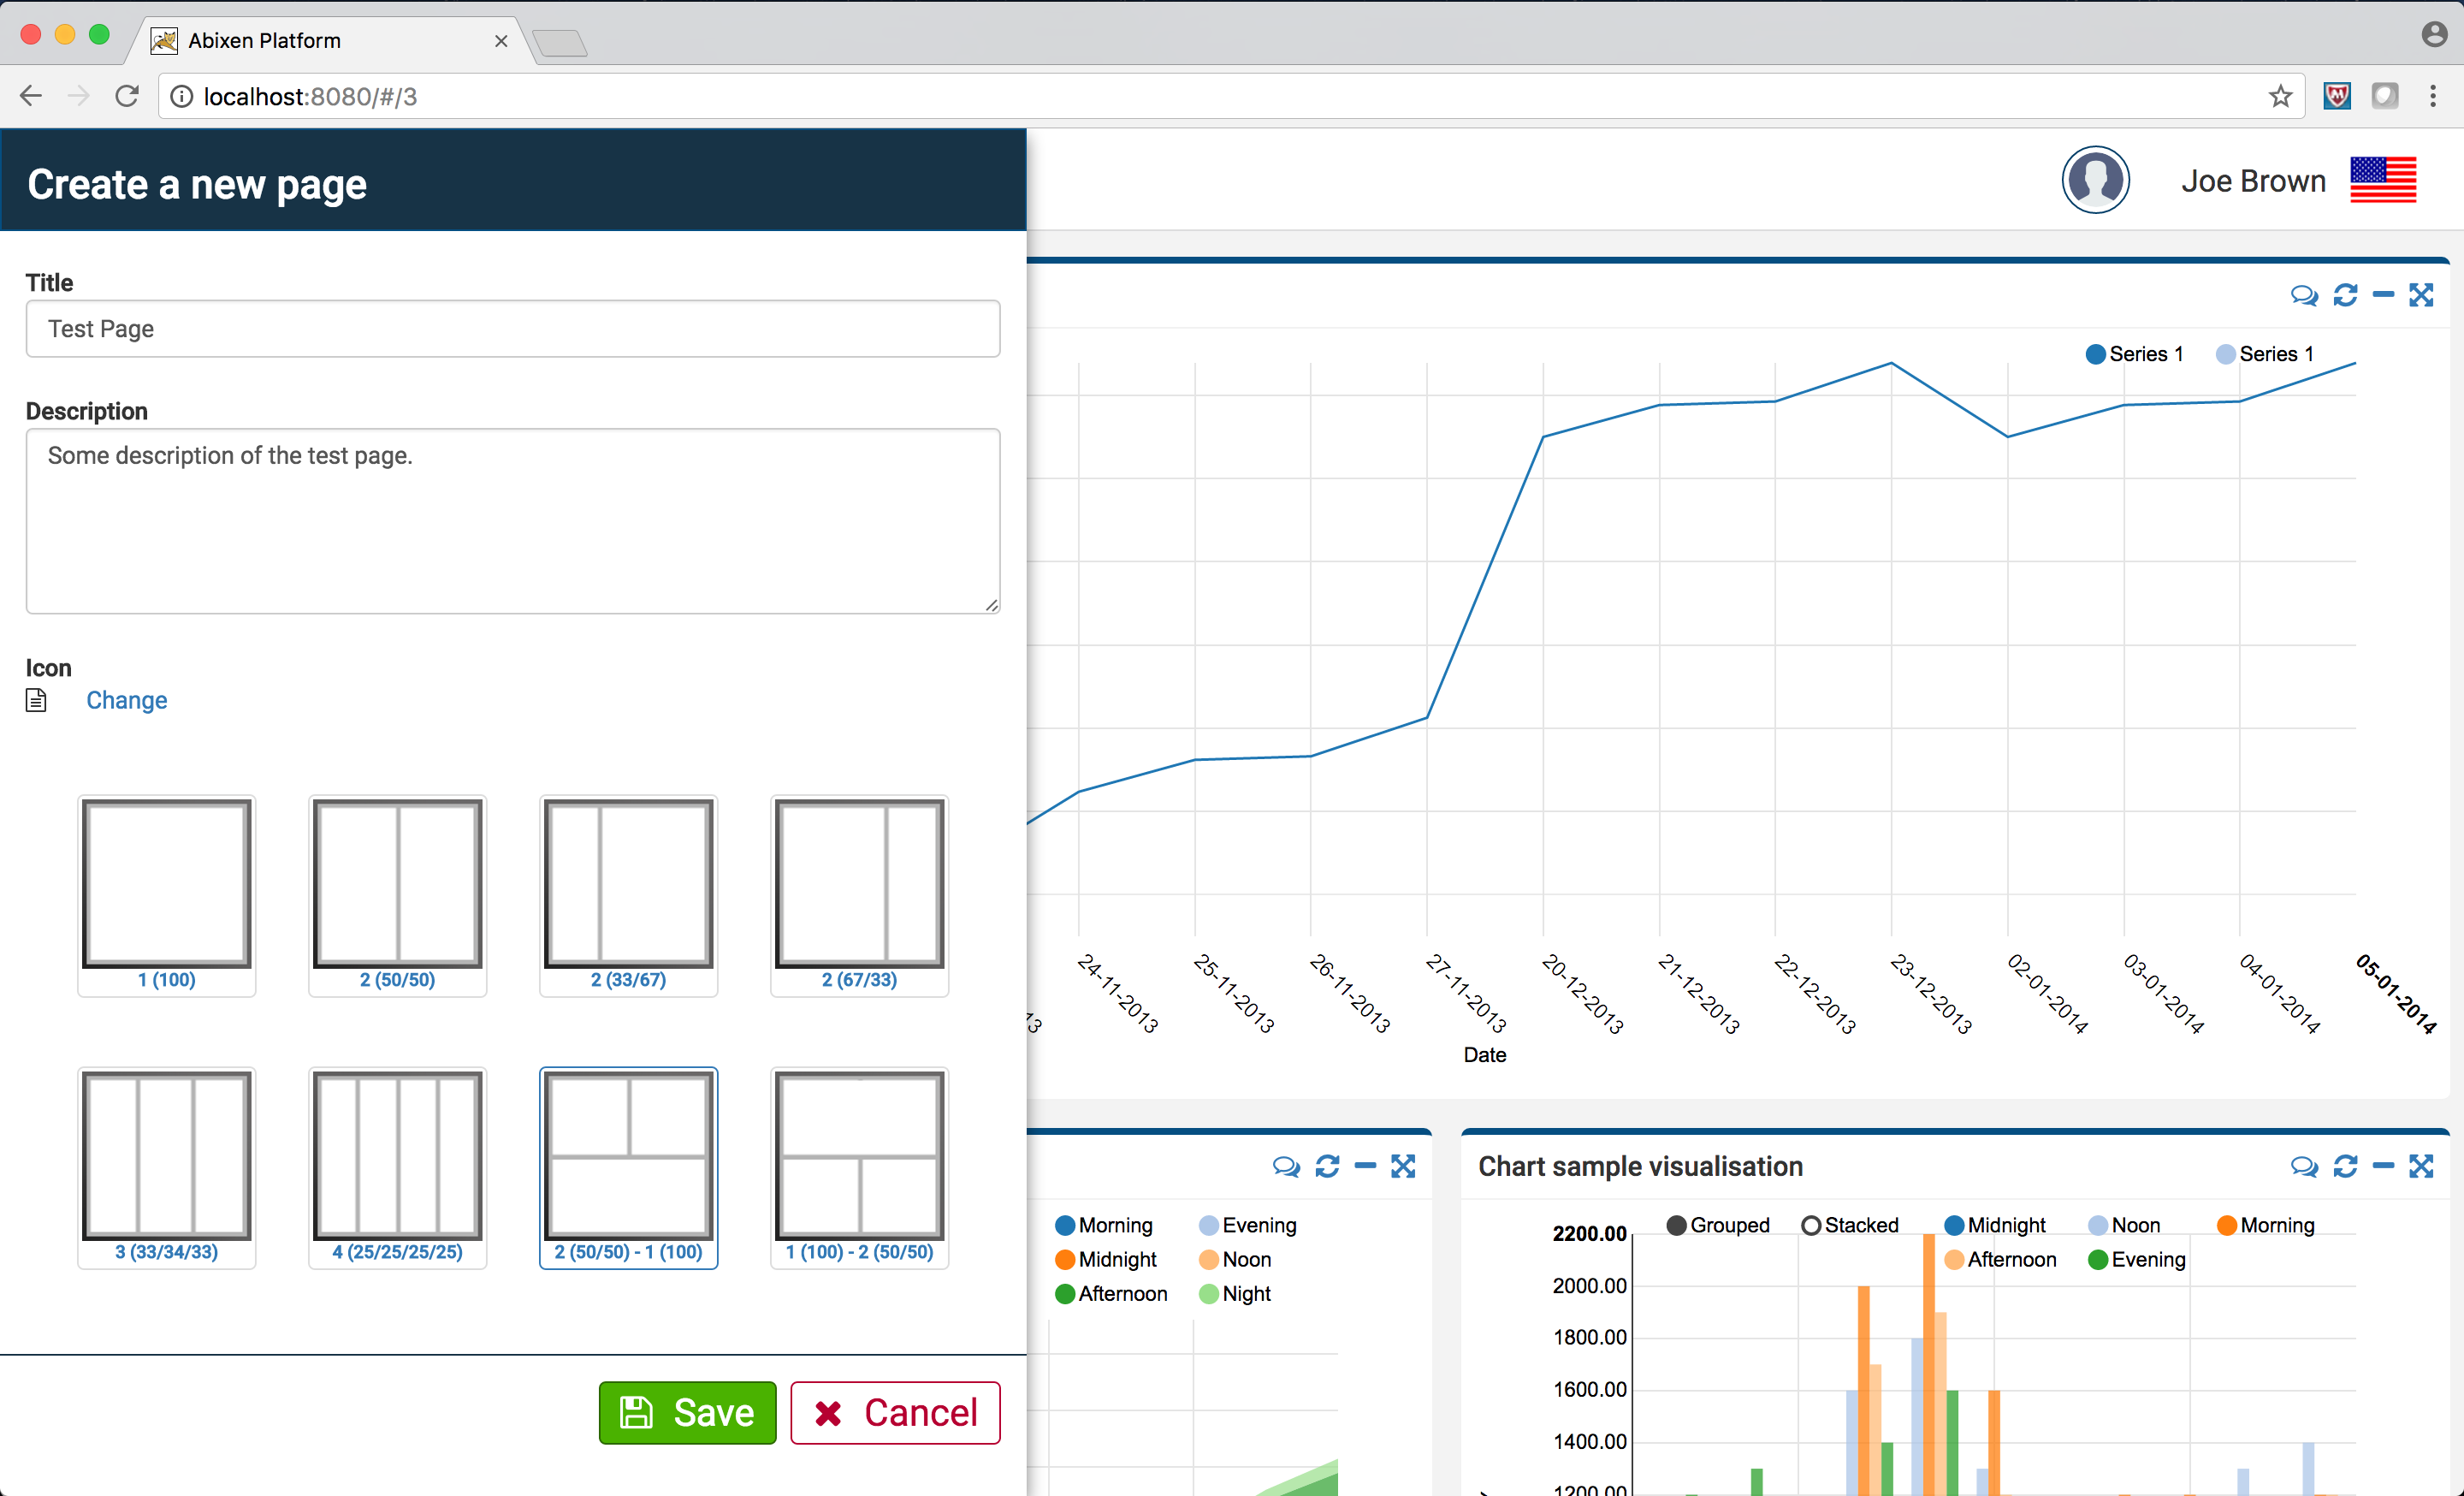 Abixen Platform
localhost:8080/#/3
Create a new page
Joe Brown
Title
Test Page
Description
Some description of the test page.
Icon
Change
1 (100)
2 (50/50)
2 (33/67)
2 (67/33)
3 (33/34/33)
4 (25/25/25/25)
2 (50/50) - 1 (100)
1 (100) - 2 (50/50)
Save
Cancel
Series 1
Series 1
24-11-2013
25-11-2013
26-11-2013
27-11-2013
20-12-2013
21-12-2013
22-12-2013
23-12-2013
02-01-2014
03-01-2014
04-01-2014
05-01-2014
Date
Morning
Evening
Midnight
Noon
Afternoon
Night
Chart sample visualisation
Grouped
Stacked
Midnight
Noon
Morning
Afternoon
Evening
2200.00
2000.00
1800.00
1600.00
1400.00
1200.00